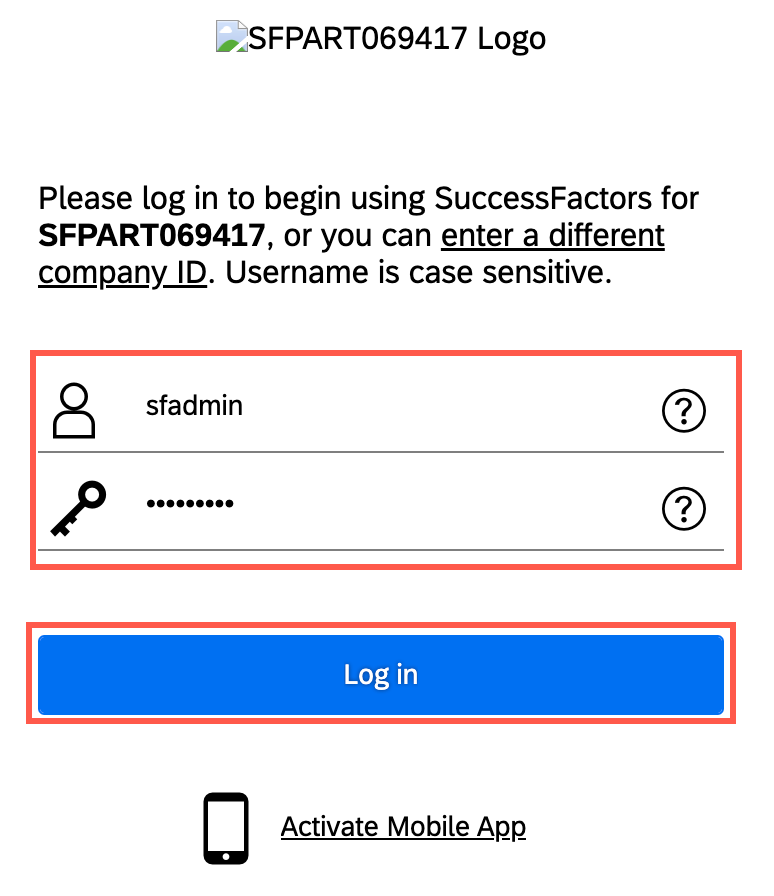 SFPART069417 Logo
Please log in to begin using SuccessFactors for
SFPART069417, or you can enter a different
company ID. Username is case sensitive.
sfadmin
•••••••••
Log in
Activate Mobile App